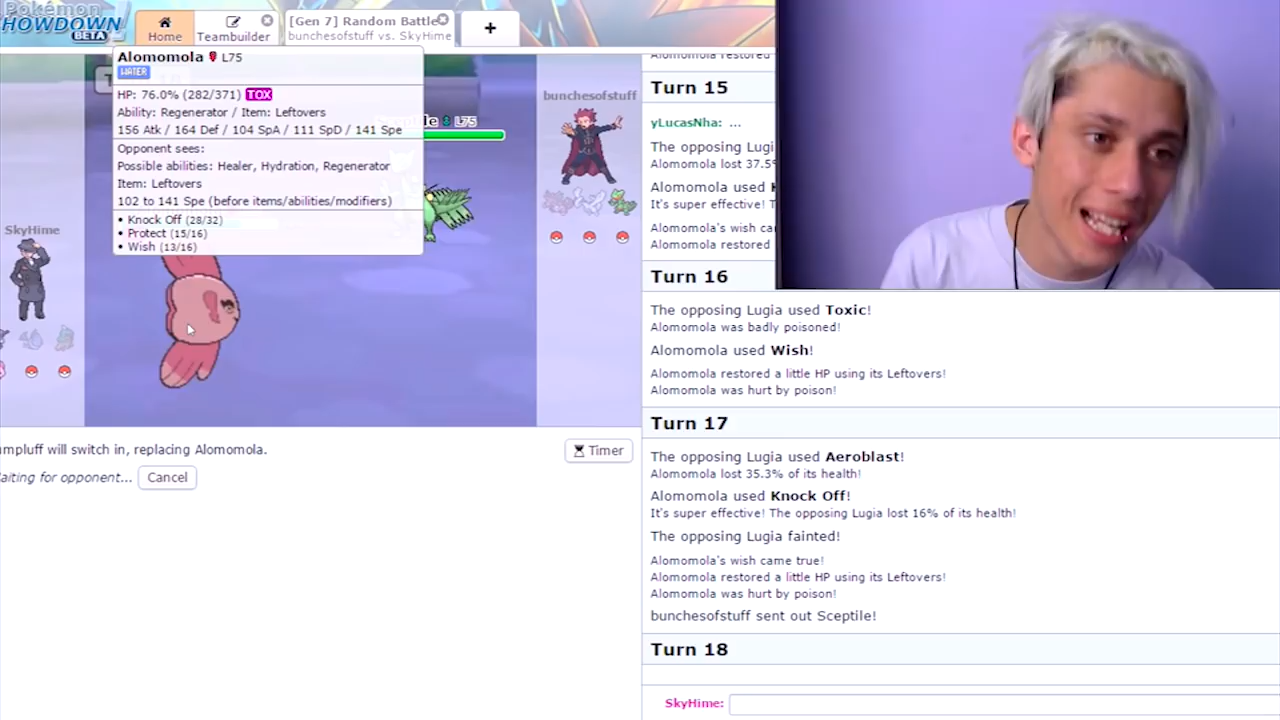 Pokémon
HOWDOWN
BETA
Home
Teambuilder
[Gen 7] Random Battle
bunchesofstuff vs. SkyHime
+
Alomomola L75
WATER
HP: 76.0% (282/371) TOX
Ability: Regenerator / Item: Leftovers
156 Atk / 164 Def / 104 SpA / 111 SpD / 141 Spe
Opponent sees:
Possible abilities: Healer, Hydration, Regenerator
Item: Leftovers
102 to 141 Spe (before items/abilities/modifiers)
• Knock Off (28/32)
• Protect (15/16)
• Wish (13/16)
L75
bunchesofstuff
SkyHime
umpluff will switch in, replacing Alomomola.
aiting for opponent... Cancel
Timer
Alomomola restored
Turn 15
yLucasNha: ...
The opposing Lugi
Alomomola lost 37.5
Alomomola used
It's super effective! T
Alomomola's wish ca
Alomomola restored
Turn 16
The opposing Lugia used Toxic!
Alomomola was badly poisoned!
Alomomola used Wish!
Alomomola restored a little HP using its Leftovers!
Alomomola was hurt by poison!
Turn 17
The opposing Lugia used Aeroblast!
Alomomola lost 35.3% of its health!
Alomomola used Knock Off!
It's super effective! The opposing Lugia lost 16% of its health!
The opposing Lugia fainted!
Alomomola's wish came true!
Alomomola restored a little HP using its Leftovers!
Alomomola was hurt by poison!
bunchesofstuff sent out Sceptile!
Turn 18
SkyHime: